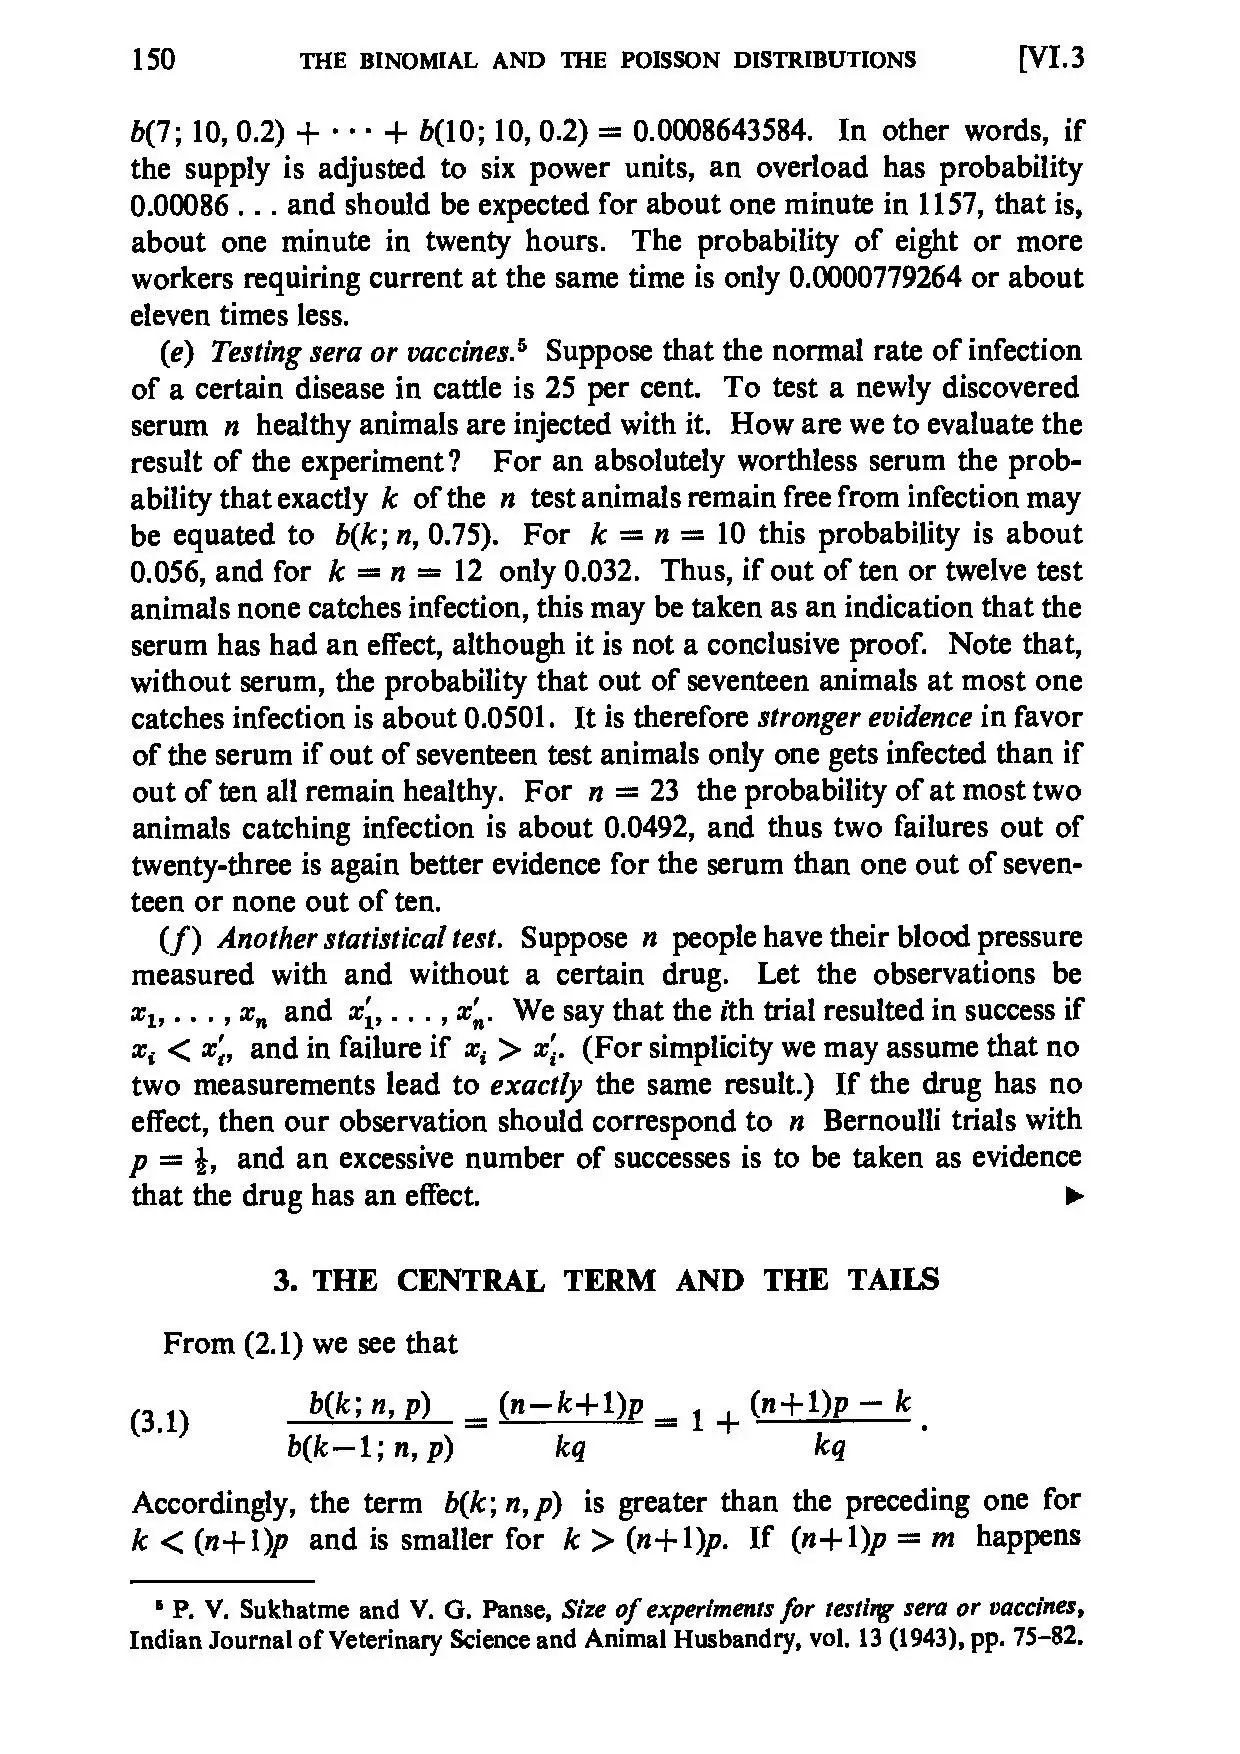 150 THE BINOMIAL AND THE POISSON DISTRIBUTIONS [VI.3
b(7; 10, 0.2) + · · · + b(10; 10, 0.2) = 0.0008643584. In other words, if
the supply is adjusted to six power units, an overload has probability
0.00086 . . . and should be expected for about one minute in 1157, that is,
about one minute in twenty hours. The probability of eight or more
workers requiring current at the same time is only 0.0000779264 or about
eleven times less.
(e) Testing sera or vaccines.⁵ Suppose that the normal rate of infection
of a certain disease in cattle is 25 per cent. To test a newly discovered
serum n healthy animals are injected with it. How are we to evaluate the
result of the experiment? For an absolutely worthless serum the prob-
ability that exactly k of the n test animals remain free from infection may
be equated to b(k; n, 0.75). For k = n = 10 this probability is about
0.056, and for k = n = 12 only 0.032. Thus, if out of ten or twelve test
animals none catches infection, this may be taken as an indication that the
serum has had an effect, although it is not a conclusive proof. Note that,
without serum, the probability that out of seventeen animals at most one
catches infection is about 0.0501. It is therefore stronger evidence in favor
of the serum if out of seventeen test animals only one gets infected than if
out of ten all remain healthy. For n = 23 the probability of at most two
animals catching infection is about 0.0492, and thus two failures out of
twenty-three is again better evidence for the serum than one out of seven-
teen or none out of ten.
(f) Another statistical test. Suppose n people have their blood pressure
measured with and without a certain drug. Let the observations be
x₁, . . . , xₙ and x′₁, . . . , x′ₙ. We say that the ith trial resulted in success if
xᵢ < x′ᵢ, and in failure if xᵢ > x′ᵢ. (For simplicity we may assume that no
two measurements lead to exactly the same result.) If the drug has no
effect, then our observation should correspond to n Bernoulli trials with
p = ½, and an excessive number of successes is to be taken as evidence
that the drug has an effect. ►
3. THE CENTRAL TERM AND THE TAILS
From (2.1) we see that
(3.1) b(k; n, p) / b(k−1; n, p) = (n−k+1)p / kq = 1 + ((n+1)p − k) / kq .
Accordingly, the term b(k; n, p) is greater than the preceding one for
k < (n+1)p and is smaller for k > (n+1)p. If (n+1)p = m happens
⁵ P. V. Sukhatme and V. G. Panse, Size of experiments for testing sera or vaccines,
Indian Journal of Veterinary Science and Animal Husbandry, vol. 13 (1943), pp. 75–82.